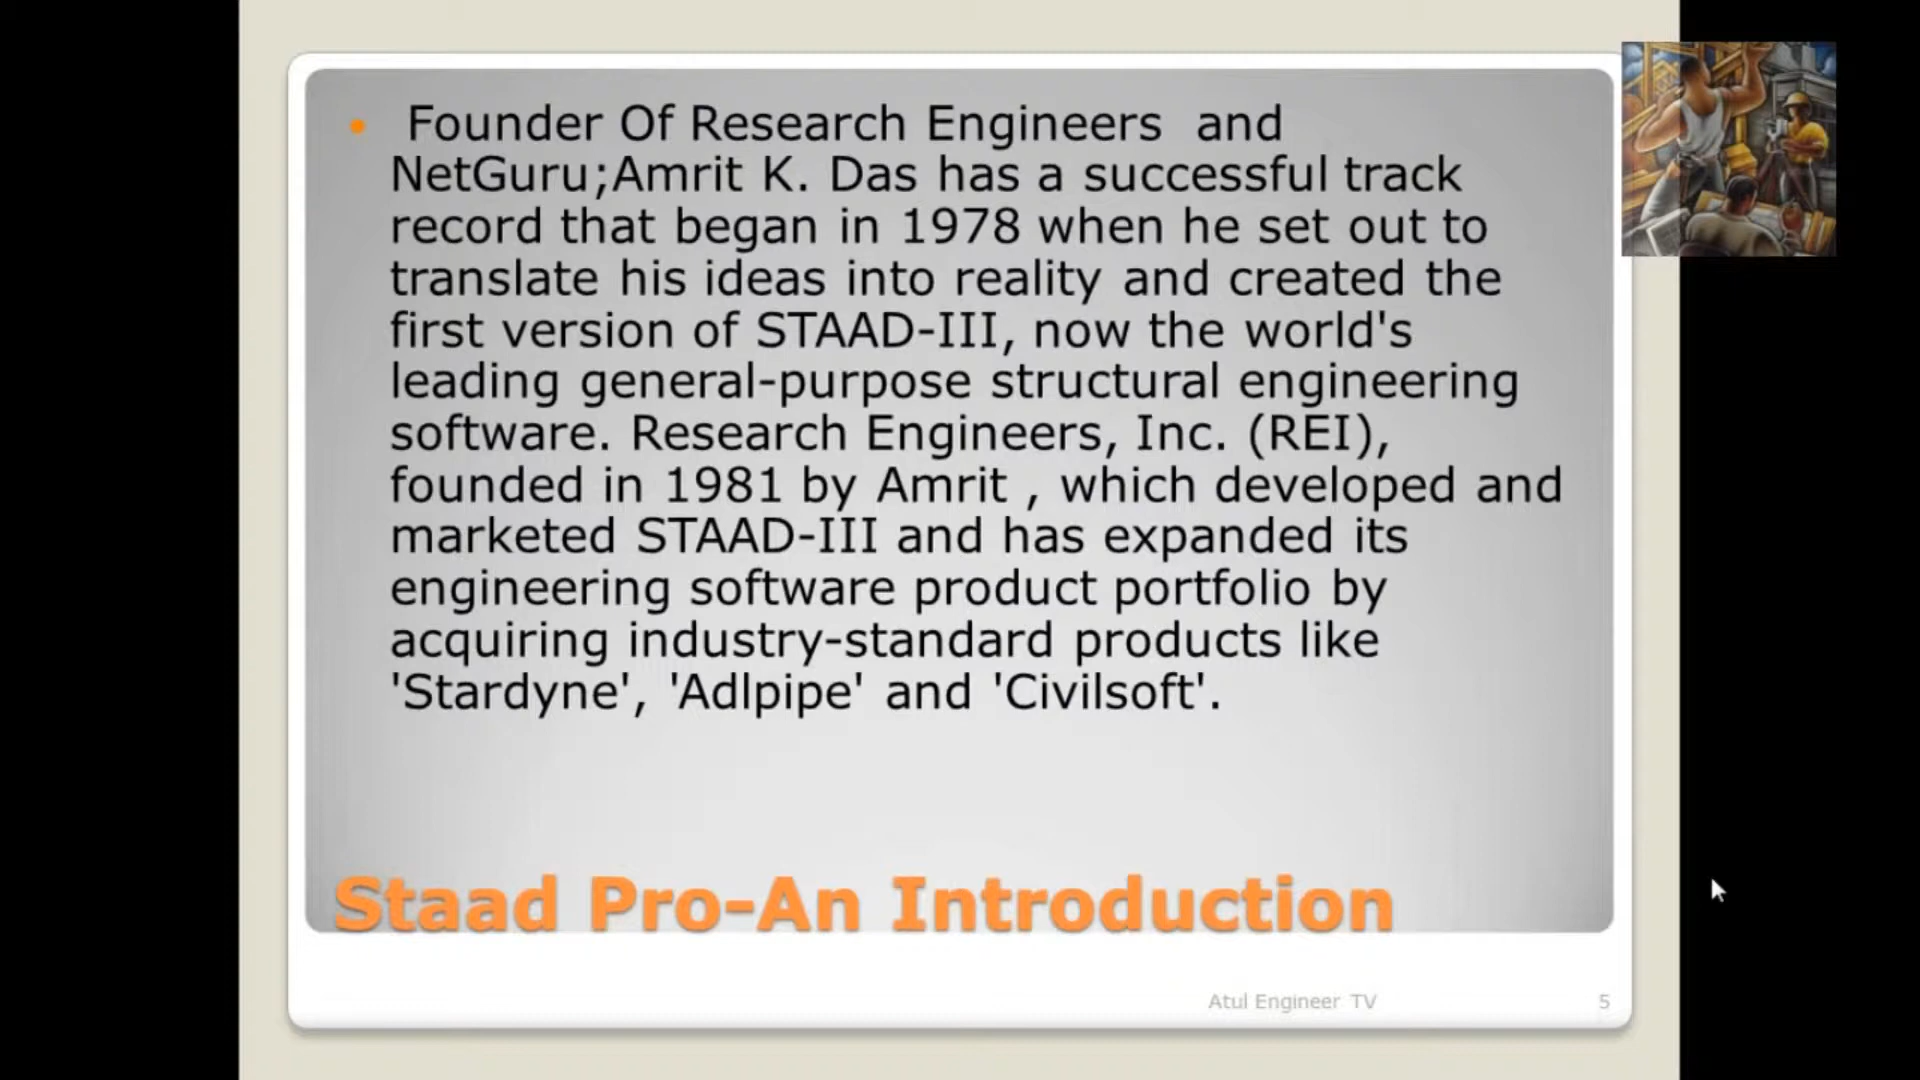 • Founder Of Research Engineers and
NetGuru;Amrit K. Das has a successful track
record that began in 1978 when he set out to
translate his ideas into reality and created the
first version of STAAD-III, now the world's
leading general-purpose structural engineering
software. Research Engineers, Inc. (REI),
founded in 1981 by Amrit , which developed and
marketed STAAD-III and has expanded its
engineering software product portfolio by
acquiring industry-standard products like
'Stardyne', 'Adlpipe' and 'Civilsoft'.
Staad Pro-An Introduction
Atul Engineer TV 5